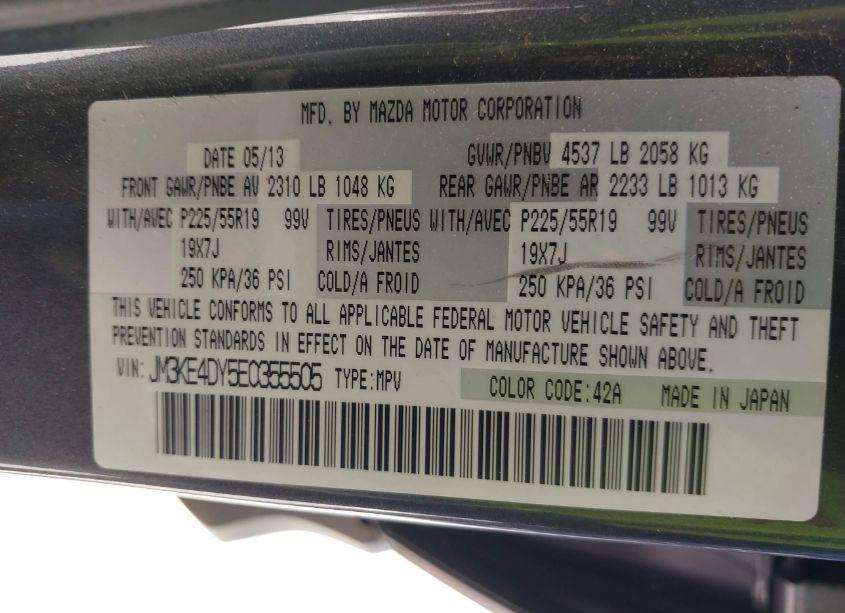 MFD. BY MAZDA MOTOR CORPORATION
DATE 05/13 GVWR/PNBV 4537 LB 2058 KG
FRONT GAWR/PNBE AV 2310 LB 1048 KG REAR GAWR/PNBE AR 2233 LB 1013 KG
WITH/AVEC P225/55R19 99V TIRES/PNEUS WITH/AVEC P225/55R19 99V TIRES/PNEUS
19X7J RIMS/JANTES 19X7J RIMS/JANTES
250 KPA/36 PSI COLD/A FROID 250 KPA/36 PSI COLD/A FROID
THIS VEHICLE CONFORMS TO ALL APPLICABLE FEDERAL MOTOR VEHICLE SAFETY AND THEFT
PREVENTION STANDARDS IN EFFECT ON THE DATE OF MANUFACTURE SHOWN ABOVE.
VIN: JM3KE4DY5E0355505 TYPE:MPV COLOR CODE:42A MADE IN JAPAN